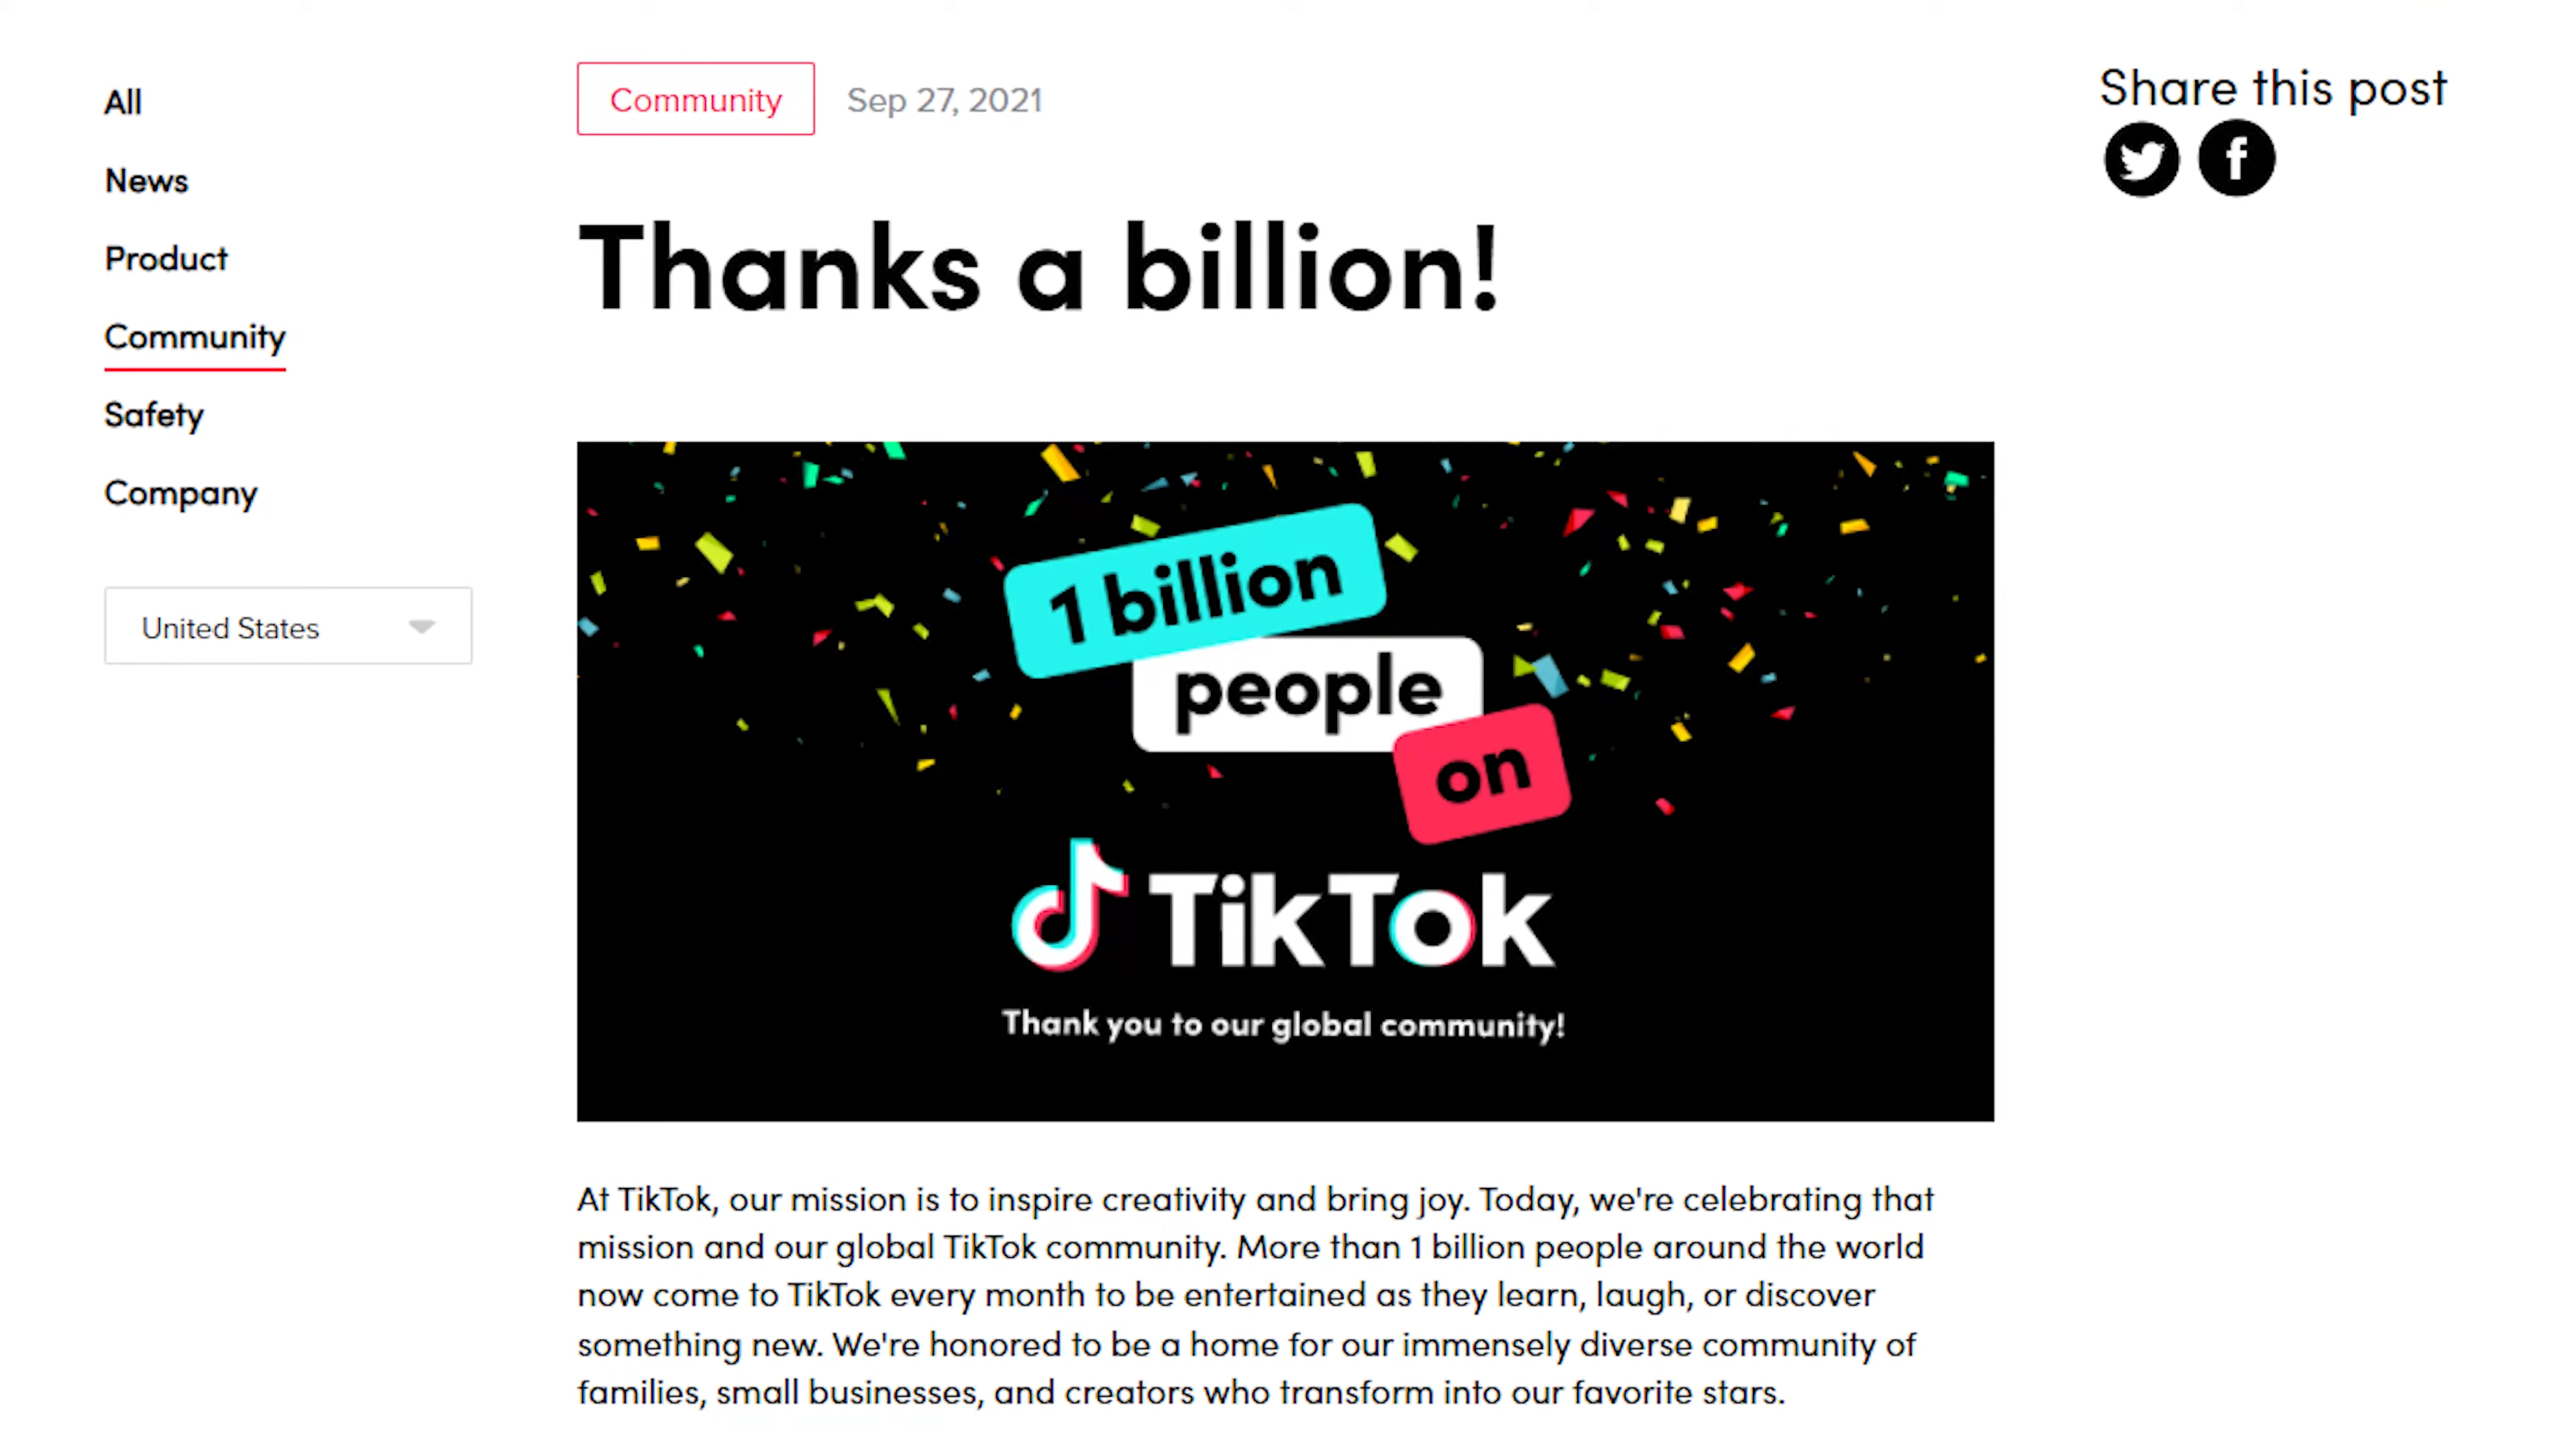 All
News
Product
Community
Safety
Company
United States
Community Sep 27, 2021
Thanks a billion!
1 billion
people
on
TikTok
Thank you to our global community!
At TikTok, our mission is to inspire creativity and bring joy. Today, we're celebrating that
mission and our global TikTok community. More than 1 billion people around the world
now come to TikTok every month to be entertained as they learn, laugh, or discover
something new. We're honored to be a home for our immensely diverse community of
families, small businesses, and creators who transform into our favorite stars.
Share this post